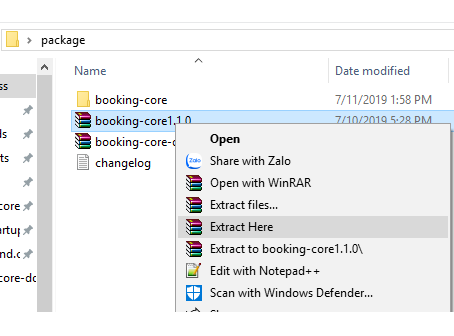 package
Name
Date modified
ss
booking-core
7/11/2019 1:58 PM
booking-core1.1.0
7/10/2019 5:28 PM
booking-core-
changelog
Open
Share with Zalo
Zalo
Open with WinRAR
Extract files...
Extract Here
Extract to booking-core1.1.0\
Edit with Notepad++
Scan with Windows Defender...
ls
ts
core
artup
nd.c
ore-do